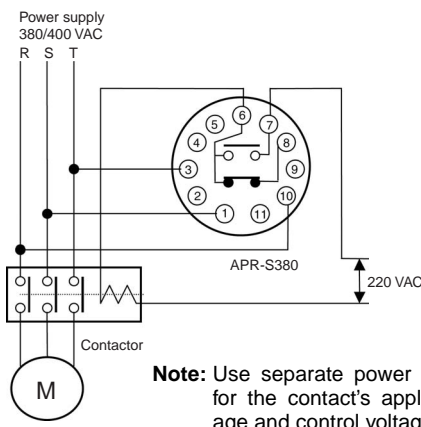 Power supply
380/400 VAC
R S T
6
5 7
4 8
3 9
2 10
1 11
APR-S380
220 VAC
Contactor
M
Note: Use separate power
for the contact's appl
age and control voltag